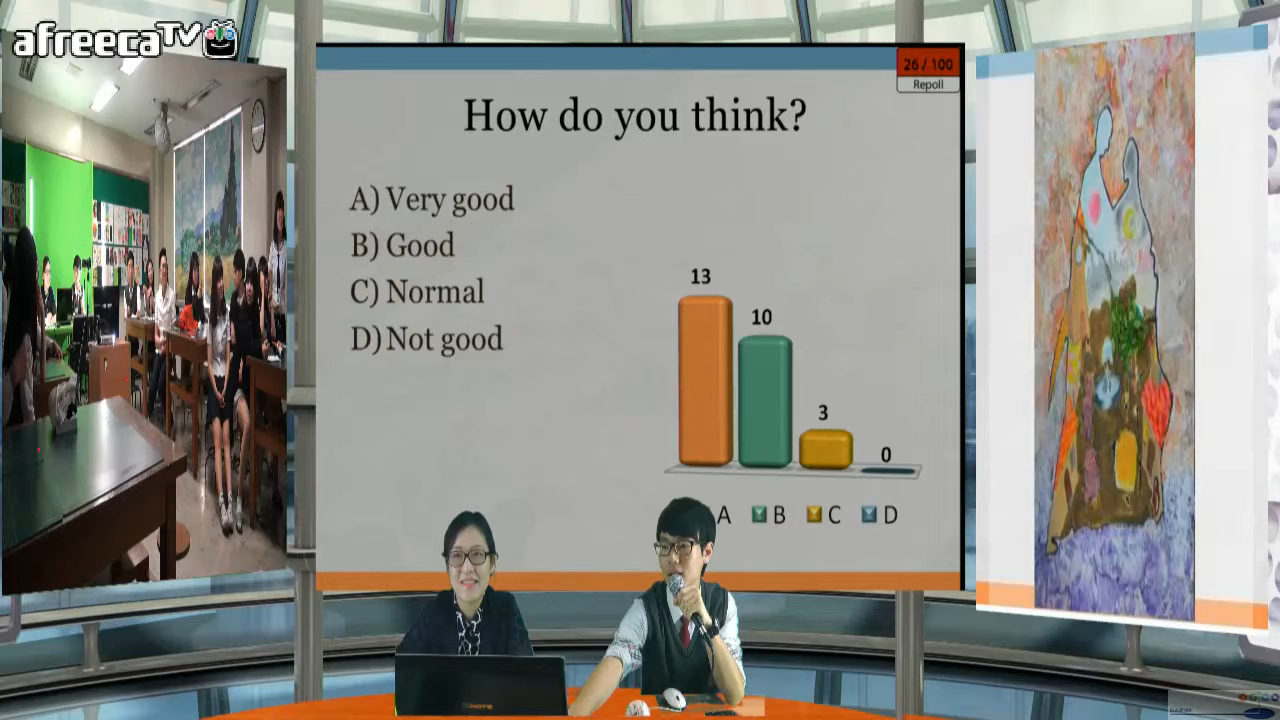 afreecaTV
26 / 100
Repoll
How do you think?
A) Very good
B) Good
C) Normal
D) Not good
13
10
3
0
A B C D